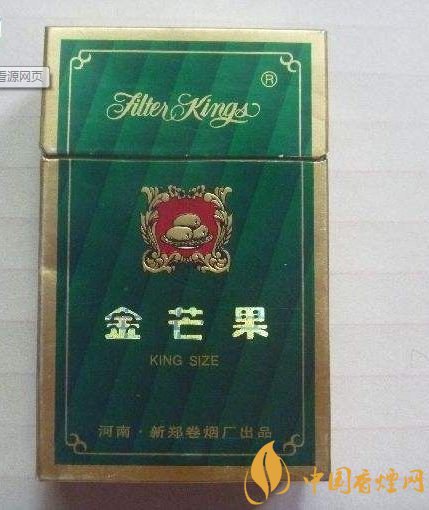 看源网页
Filter Kings ®
金芒果
KING SIZE
河南·新郑卷烟厂出品
中国香烟网